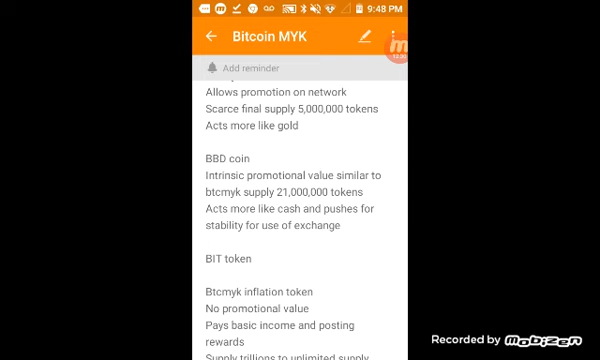 9:48 PM
Bitcoin MYK
Add reminder
Allows promotion on network
Scarce final supply 5,000,000 tokens
Acts more like gold
BBD coin
Intrinsic promotional value similar to
btcmyk supply 21,000,000 tokens
Acts more like cash and pushes for
stability for use of exchange
BIT token
Btcmyk inflation token
No promotional value
Pays basic income and posting
rewards
Supply trillions to unlimited supply
Recorded by MOBIZEN